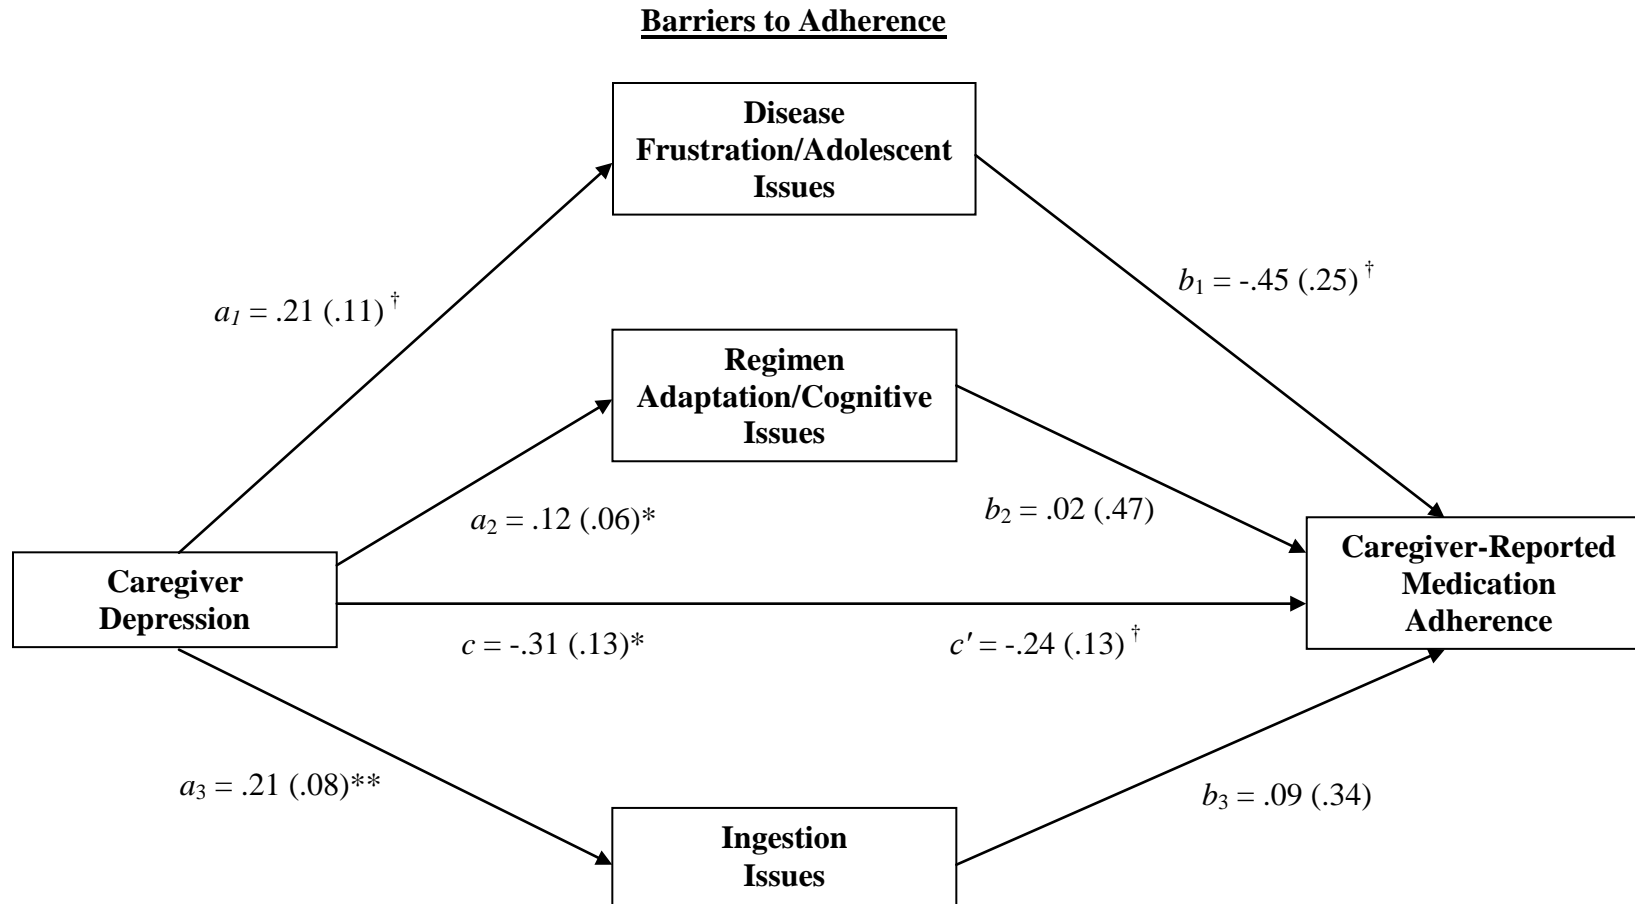 Barriers to Adherence
Disease
Frustration/Adolescent
Issues
a₁ = .21 (.11) †
b₁ = -.45 (.25) †
Regimen
Adaptation/Cognitive
Issues
a₂ = .12 (.06)*
b₂ = .02 (.47)
Caregiver
Depression
Caregiver-Reported
Medication
Adherence
c = -.31 (.13)*
c' = -.24 (.13) †
a₃ = .21 (.08)**
b₃ = .09 (.34)
Ingestion
Issues